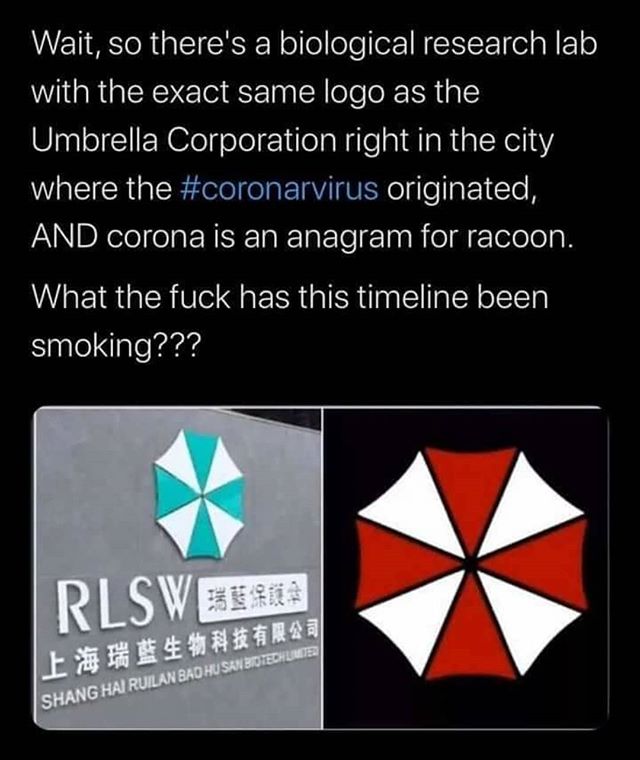 Wait, so there's a biological research lab
with the exact same logo as the
Umbrella Corporation right in the city
where the #coronarvirus originated,
AND corona is an anagram for racoon.
What the fuck has this timeline been
smoking???
RLSW 瑞藍保護傘
上海瑞藍生物科技有限公司
SHANG HAI RUILAN BAO HU SAN BIOTECH LIMITED